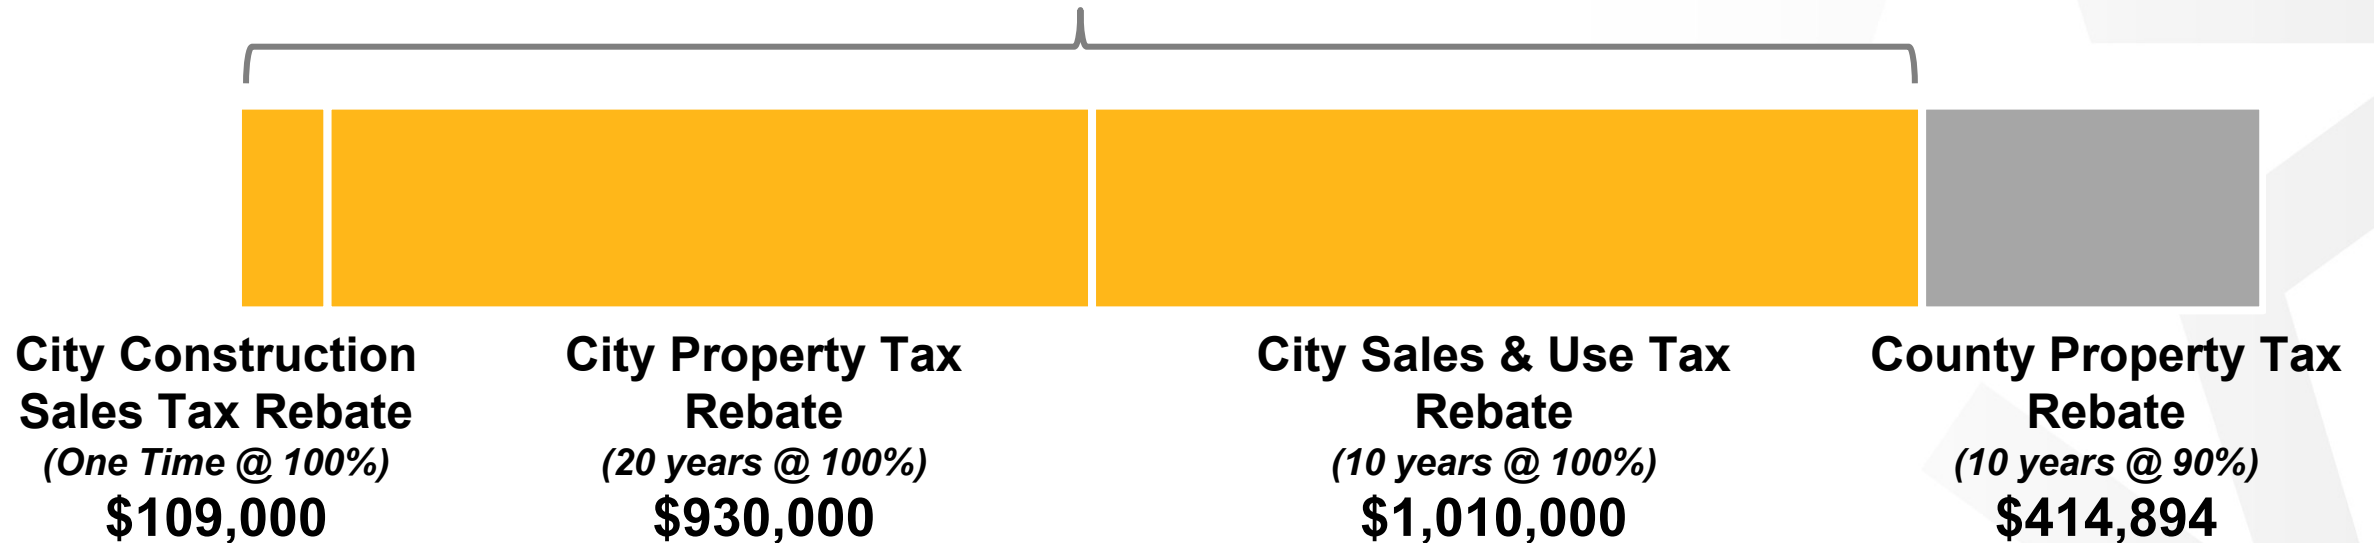 City Construction
Sales Tax Rebate
(One Time @ 100%)
$109,000
City Property Tax
Rebate
(20 years @ 100%)
$930,000
City Sales & Use Tax
Rebate
(10 years @ 100%)
$1,010,000
County Property Tax
Rebate
(10 years @ 90%)
$414,894